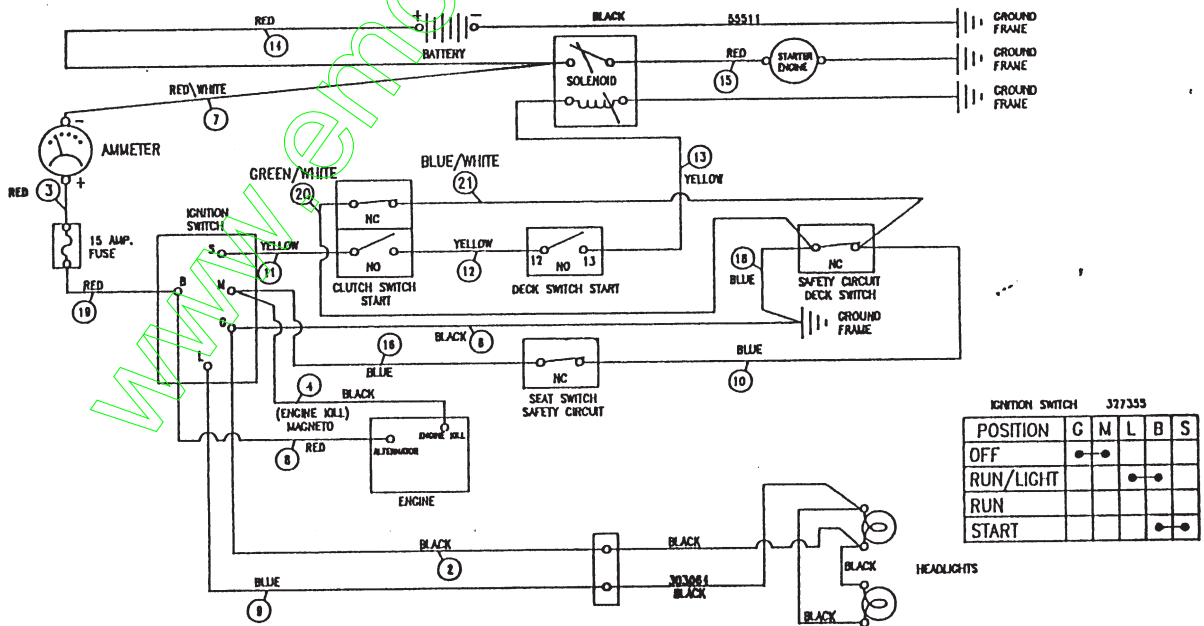 RED
14
+
-
BATTERY
BLACK
55511
GROUND
FRAME
RED
15
STARTER
ENGINE
GROUND
FRAME
SOLENOID
GROUND
FRAME
RED\WHITE
7
-
AMMETER
+
RED
3
15 AMP.
FUSE
RED
19
GREEN/WHITE
20
BLUE/WHITE
21
13
YELLOW
NC
IGNITION
SWITCH
S
YELLOW
11
NO
CLUTCH SWITCH
START
YELLOW
12
12
13
NO
DECK SWITCH START
18
BLUE
NC
SAFETY CIRCUIT
DECK SWITCH
B
M
G
L
BLACK
6
GROUND
FRAME
16
BLUE
NC
SEAT SWITCH
SAFETY CIRCUIT
BLUE
10
4
BLACK
(ENGINE KILL)
MAGNETO
RED
8
ENGINE KILL
ALTERNATOR
ENGINE
BLACK
2
BLUE
9
BLACK
303064
BLACK
BLACK
BLACK
HEADLIGHTS
IGNITION SWITCH 327355
POSITION G M L B S
OFF
RUN/LIGHT
RUN
START